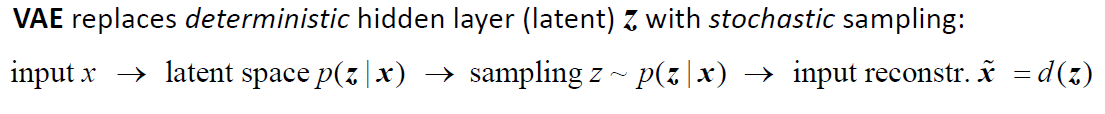 VAE replaces deterministic hidden layer (latent) z with stochastic sampling:
input x → latent space p(z|x) → sampling z ~ p(z|x) → input reconstr. x̃ = d(z)